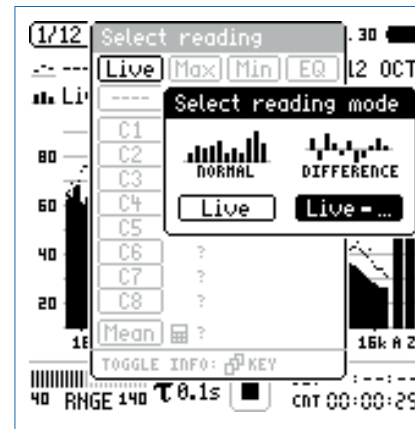 1/12 Select reading . 30
Live Max Min EQ 12 OCT
Li ---- Select reading mode
C1
80 C2 NORMAL DIFFERENCE
C3
60 C4 Live Live - ...
C5
40 C6 ?
C7 ?
20 C8 ?
Mean ?
16k A Z
TOGGLE INFO: KEY
40 RNGE 140 τ 0.1s CNT 00:00:29